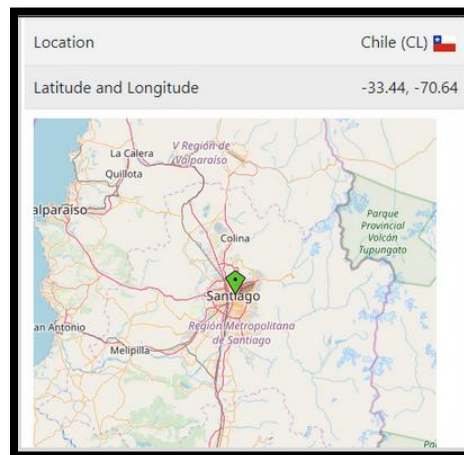 Location Chile (CL)
Latitude and Longitude -33.44, -70.64
V Región de
Valparaíso
La Calera
Quillota
alparaíso
Colina
Parque
Provincial
Volcán
Tupungato
Santiago
an Antonio
Región Metropolitana
de Santiago
Melipilla